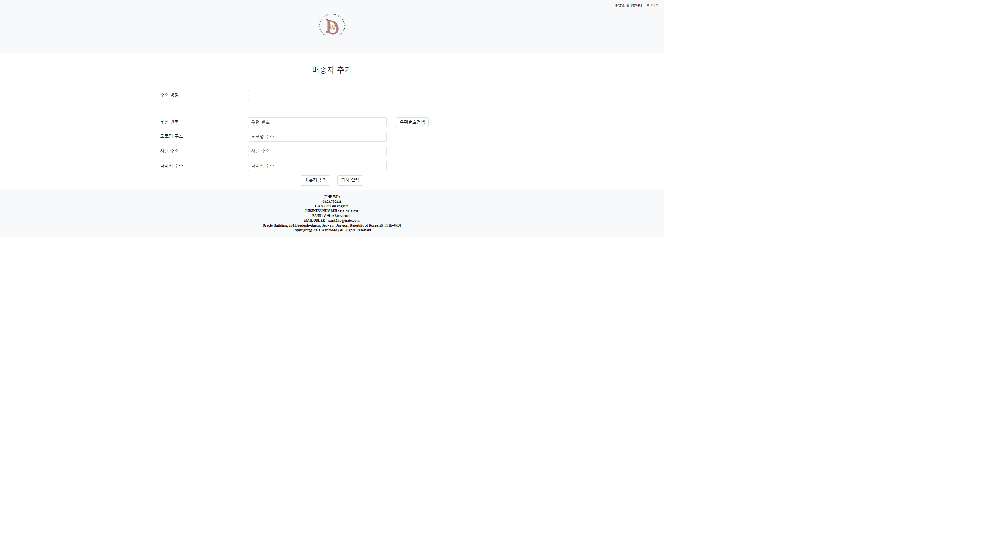 봄뱀님, 환영합니다 로그아웃
want to do want to do want to do
DW
배송지 추가
주소 명칭
우편 번호 우편 번호 우편번호검색
도로명 주소 도로명 주소
지번 주소 지번 주소
나머지 주소 나머지 주소
배송지 추가 다시 입력
(THE WD)
0424762111
OWNER : Lee Pogeun
BUSINESS NUMBER : 111-11-11111
BANK :기업 04861901010
MAIL ORDER : want2do@nate.com
Oracle Building, 182 Daedeok-daero, Seo-gu, Daejeon, Republic of Korea,10 [THE-WD]
Copyrightⓒ 2025 Wanttodo / All Rights Reserved